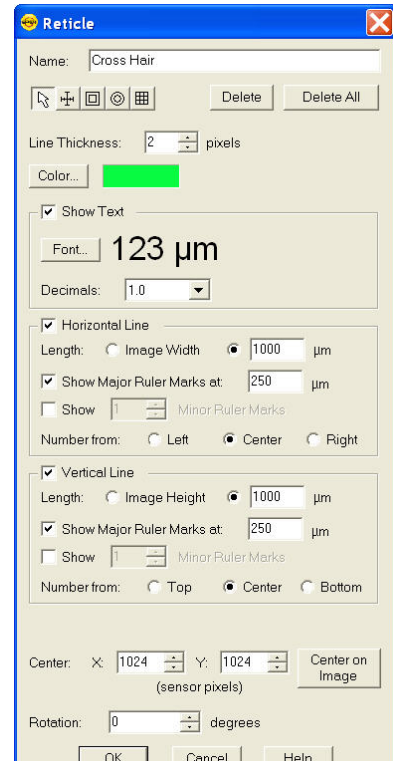 Reticle
Name: Cross Hair
Delete Delete All
Line Thickness: 2 pixels
Color...
Show Text
Font... 123 µm
Decimals: 1.0
Horizontal Line
Length: Image Width 1000 µm
Show Major Ruler Marks at: 250 µm
Show 1 Minor Ruler Marks
Number from: Left Center Right
Vertical Line
Length: Image Height 1000 µm
Show Major Ruler Marks at: 250 µm
Show 1 Minor Ruler Marks
Number from: Top Center Bottom
Center: X: 1024 Y: 1024 Center on Image
(sensor pixels)
Rotation: 0 degrees
OK Cancel Help